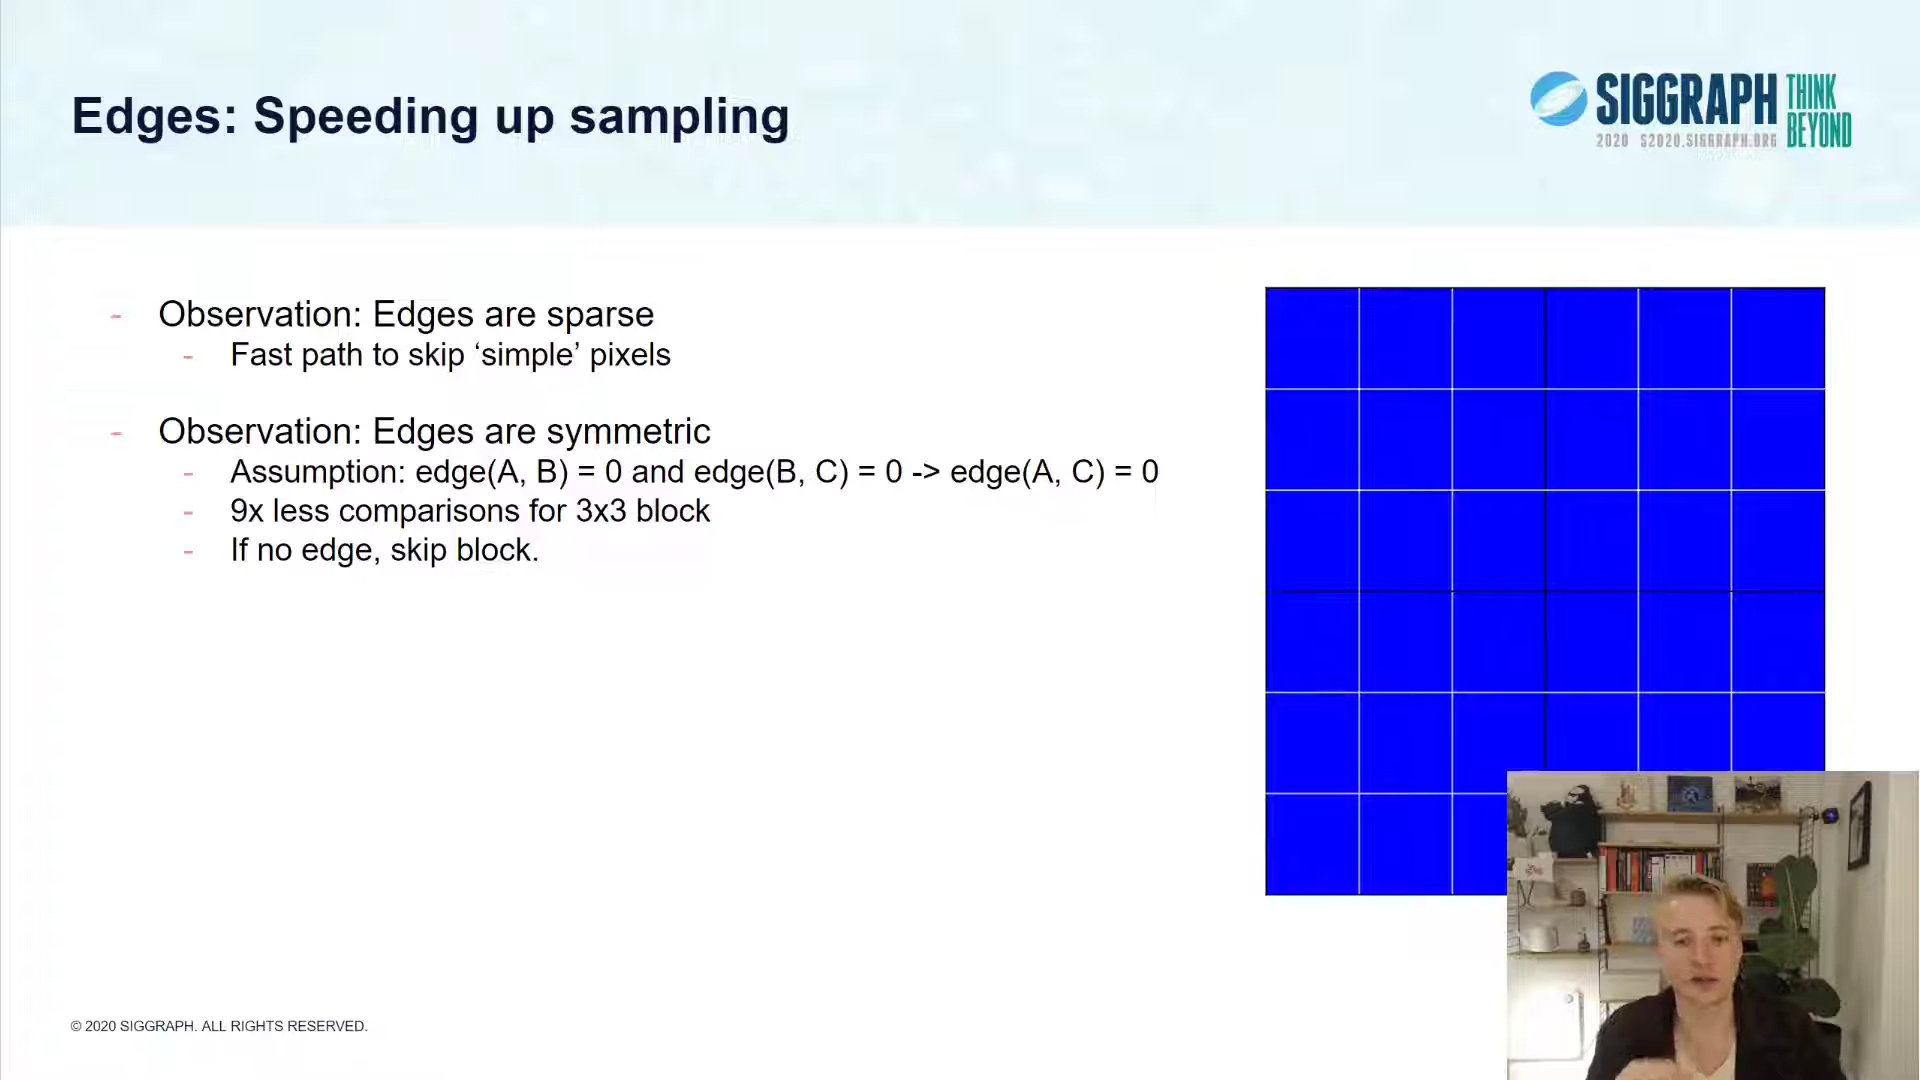 Edges: Speeding up sampling
SIGGRAPH
THINK
BEYOND
2020 S2020.SIGGRAPH.ORG
- Observation: Edges are sparse
- Fast path to skip ‘simple’ pixels
- Observation: Edges are symmetric
- Assumption: edge(A, B) = 0 and edge(B, C) = 0 -> edge(A, C) = 0
- 9x less comparisons for 3x3 block
- If no edge, skip block.
© 2020 SIGGRAPH. ALL RIGHTS RESERVED.